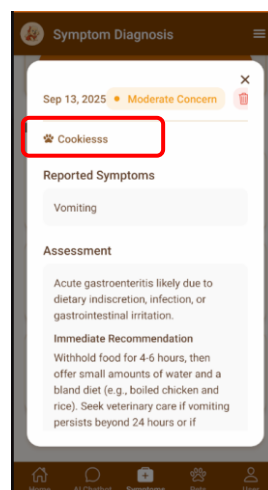 Symptom Diagnosis
Sep 13, 2025 Moderate Concern
Cookiesss
Reported Symptoms
Vomiting
Assessment
Acute gastroenteritis likely due to
dietary indiscretion, infection, or
gastrointestinal irritation.
Immediate Recommendation
Withhold food for 4-6 hours, then
offer small amounts of water and a
bland diet (e.g., boiled chicken and
rice). Seek veterinary care if vomiting
persists beyond 24 hours or if
Home AI Chatbot Symptoms Pets User